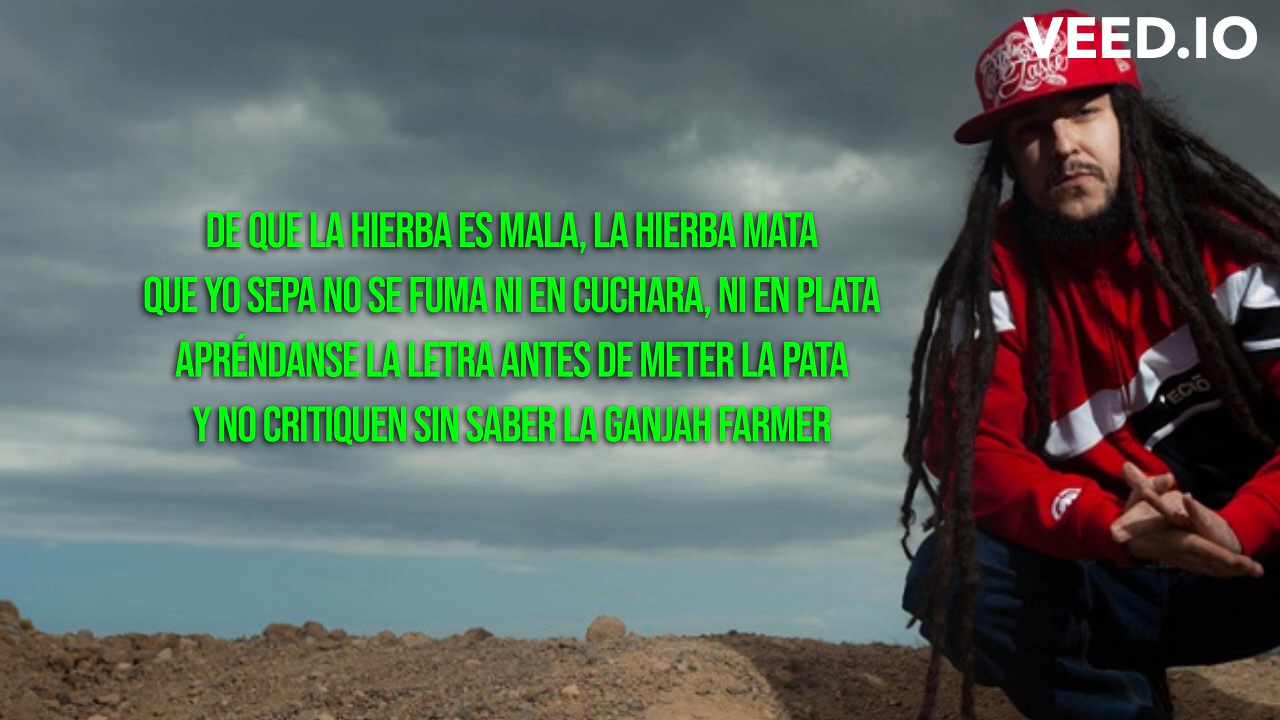 VEED.IO
DE QUE LA HIERBA ES MALA, LA HIERBA MATA
QUE YO SEPA NO SE FUMA NI EN CUCHARA, NI EN PLATA
APRÉNDANSE LA LETRA ANTES DE METER LA PATA
Y NO CRITIQUEN SIN SABER LA GANJAH FARMER
ECKŌ